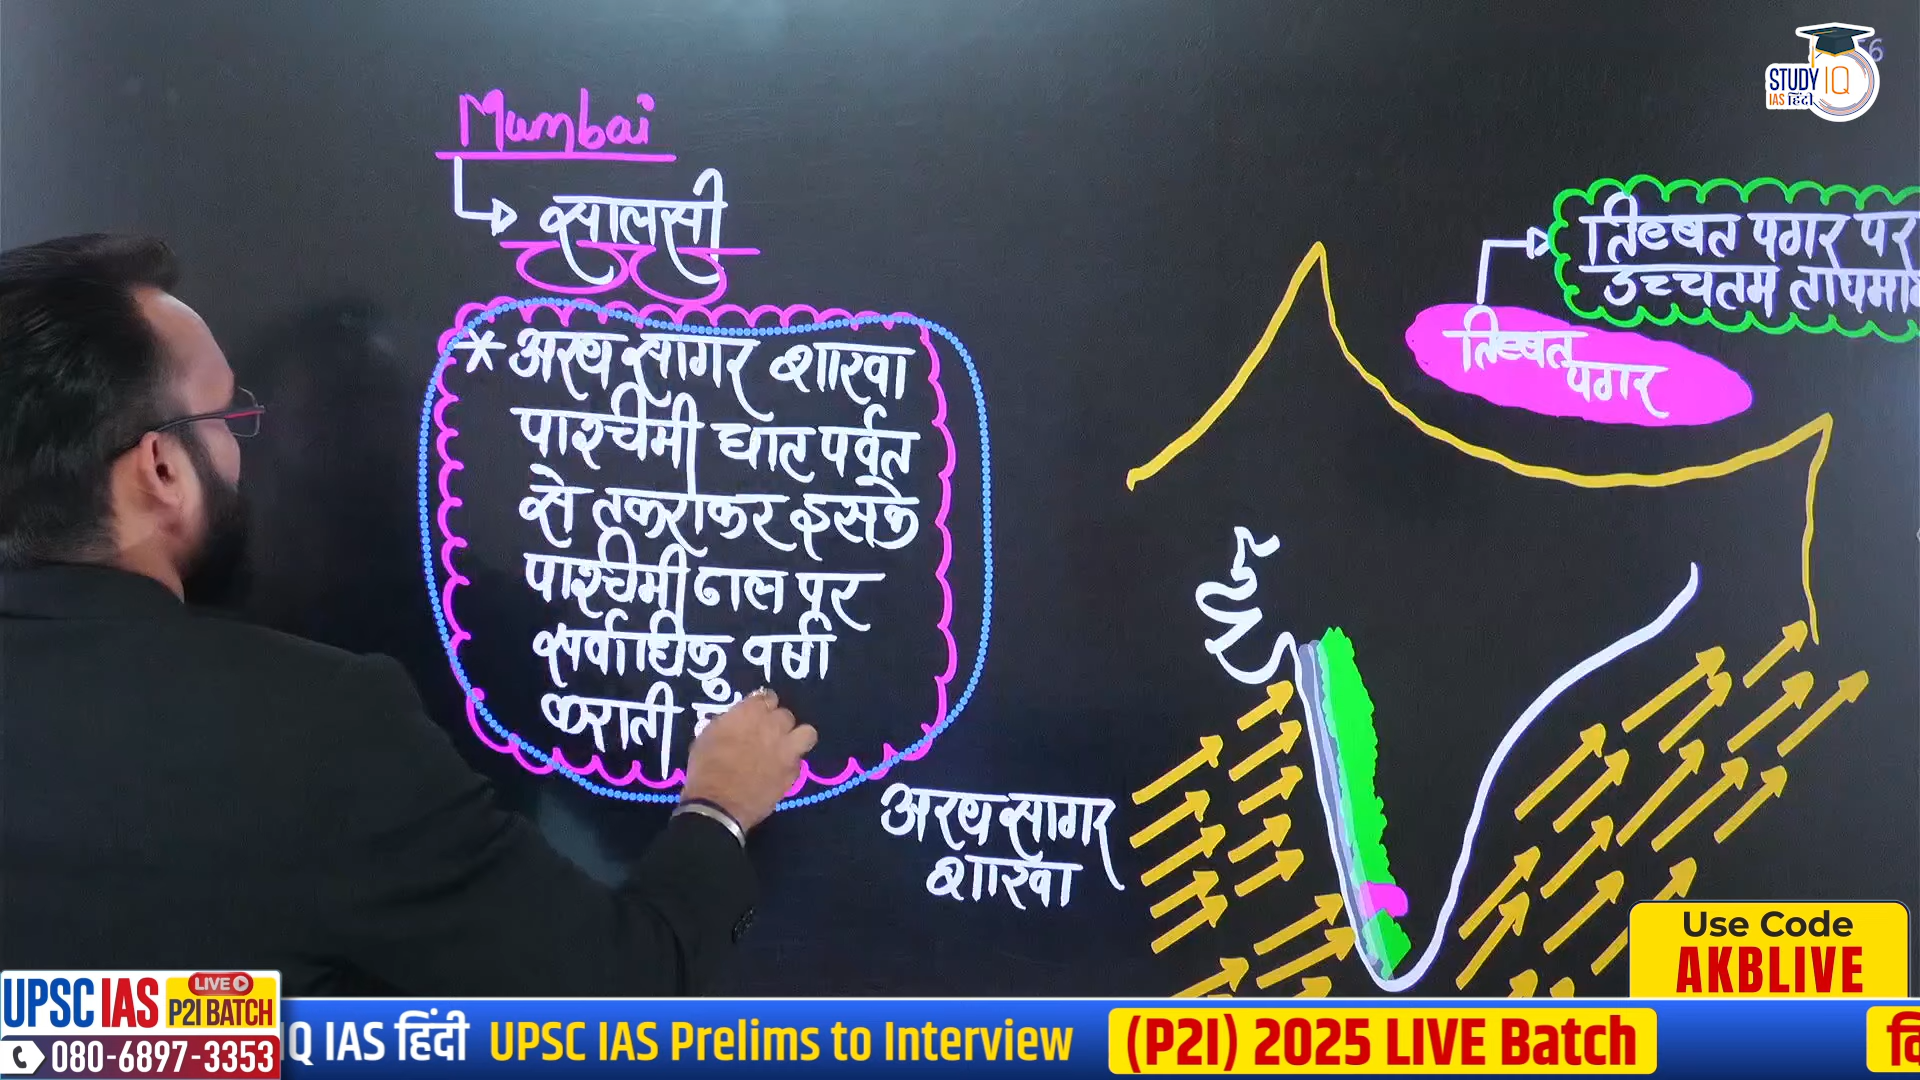 STUDY IQ
IAS हिंदी
Mumbai
सालसी
तिब्बत पठार पर
उच्चतम तापमान
तिब्बत
पठार
* अरब सागर शाखा
पश्चिमी घाट पर्वत
से टकराकर इसके
पश्चिमी ढाल पर
सर्वाधिक वर्षा
कराती
अरब सागर
शाखा
Use Code
AKBLIVE
UPSC IAS
LIVE
P2I BATCH
080-6897-3353
IQ IAS हिंदी UPSC IAS Prelims to Interview (P2I) 2025 LIVE Batch